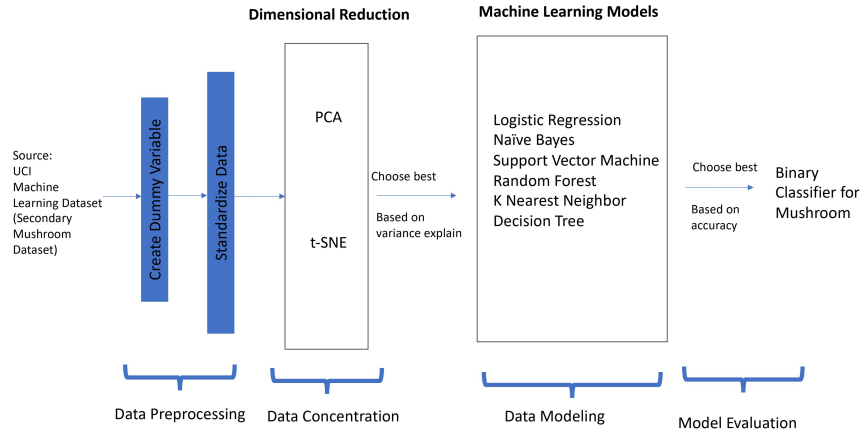 Dimensional Reduction
Machine Learning Models
Source:
UCI
Machine
Learning Dataset
(Secondary
Mushroom
Dataset)
Create Dummy Variable
Standardize Data
PCA
t-SNE
Choose best
Based on
variance explain
Logistic Regression
Naïve Bayes
Support Vector Machine
Random Forest
K Nearest Neighbor
Decision Tree
Choose best
Based on
accuracy
Binary
Classifier for
Mushroom
Data Preprocessing
Data Concentration
Data Modeling
Model Evaluation